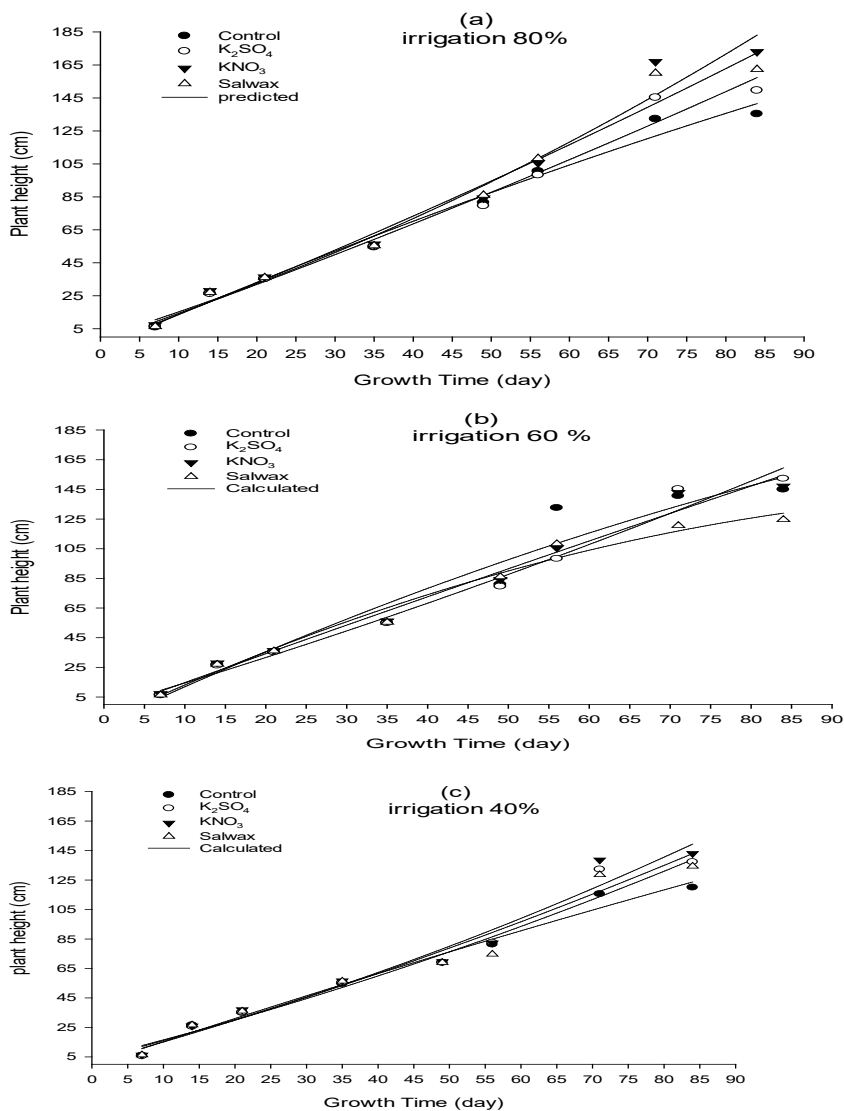 (a)
irrigation 80%
Control
K₂SO₄
KNO₃
Salwax
predicted
Plant height (cm)
185
165
145
125
105
85
65
45
25
5
0 5 10 15 20 25 30 35 40 45 50 55 60 65 70 75 80 85 90
Growth Time (day)
(b)
irrigation 60 %
Control
K₂SO₄
KNO₃
Salwax
Calculated
Plant height (cm)
185
165
145
125
105
85
65
45
25
5
0 5 10 15 20 25 30 35 40 45 50 55 60 65 70 75 80 85 90
Growth Time (day)
(c)
irrigation 40%
Control
K₂SO₄
KNO₃
Salwax
Calculated
plant height (cm)
185
165
145
125
105
85
65
45
25
5
0 5 10 15 20 25 30 35 40 45 50 55 60 65 70 75 80 85 90
Growth Time (day)